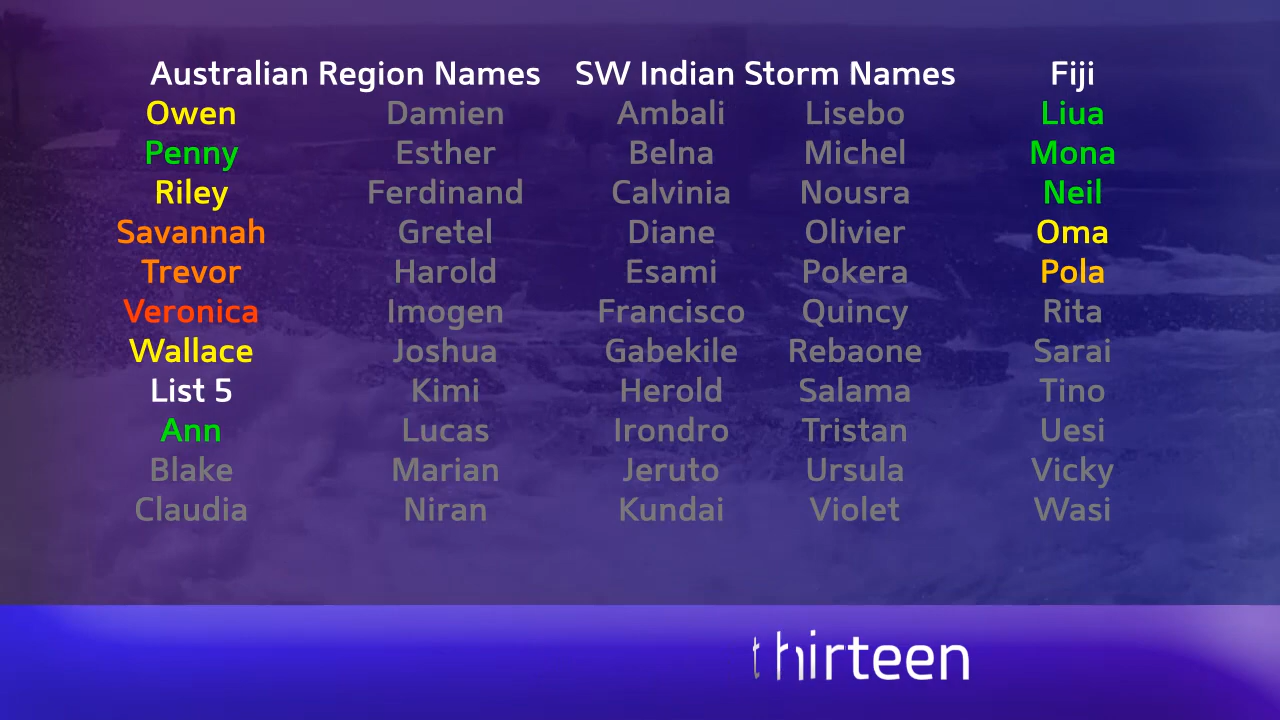 Australian Region Names SW Indian Storm Names Fiji
Owen Damien Ambali Lisebo Liua
Penny Esther Belna Michel Mona
Riley Ferdinand Calvinia Nousra Neil
Savannah Gretel Diane Olivier Oma
Trevor Harold Esami Pokera Pola
Veronica Imogen Francisco Quincy Rita
Wallace Joshua Gabekile Rebaone Sarai
List 5 Kimi Herold Salama Tino
Ann Lucas Irondro Tristan Uesi
Blake Marian Jeruto Ursula Vicky
Claudia Niran Kundai Violet Wasi
thirteen